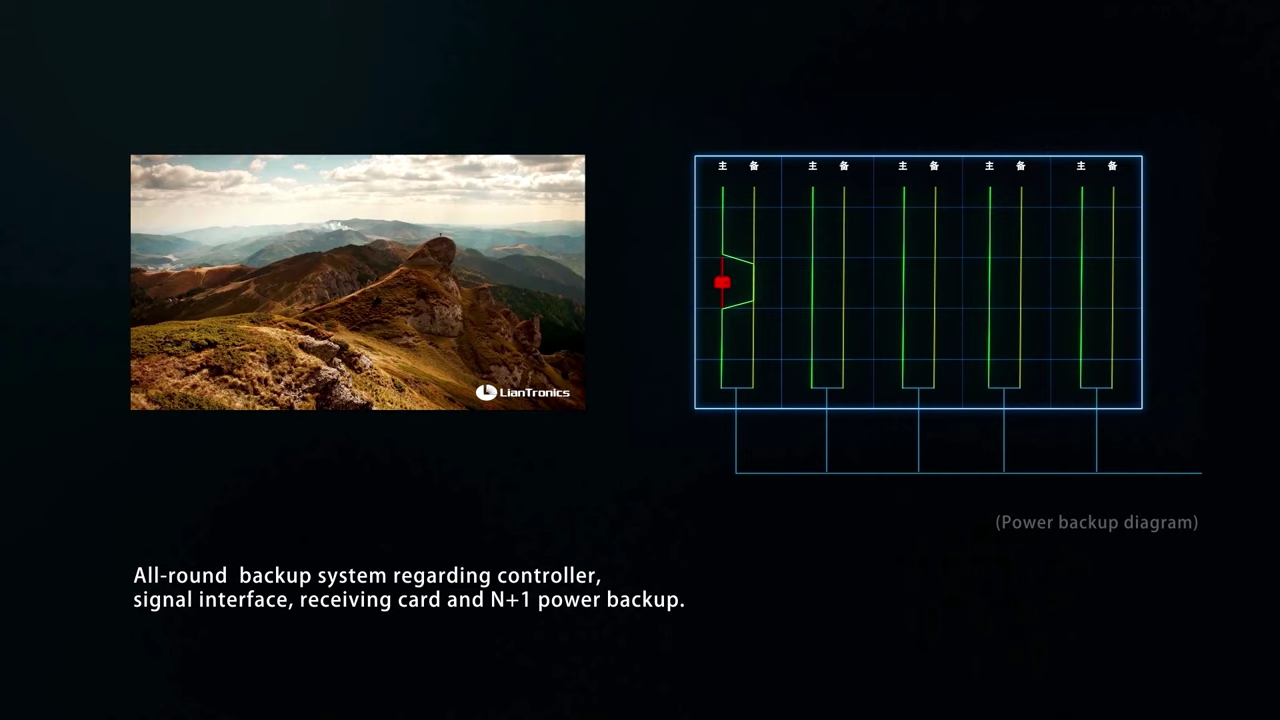 主 备 主 备 主 备 主 备 主 备
LianTronics
(Power backup diagram)
All-round  backup system regarding controller,
signal interface, receiving card and N+1 power backup.